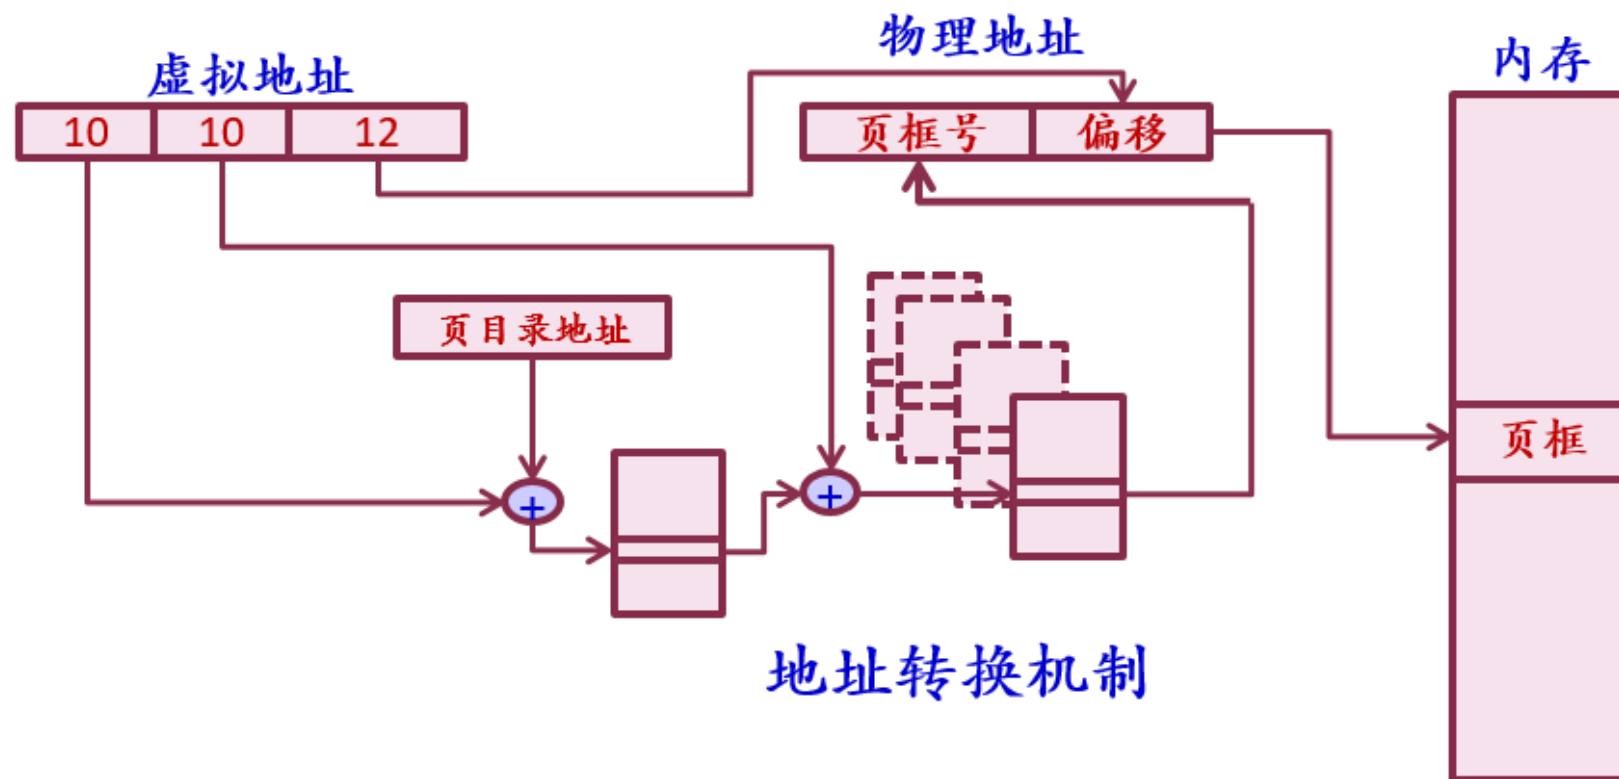 虚拟地址
物理地址
内存
10 10 12
页框号 偏移
页目录地址
页框
+
+
地址转换机制